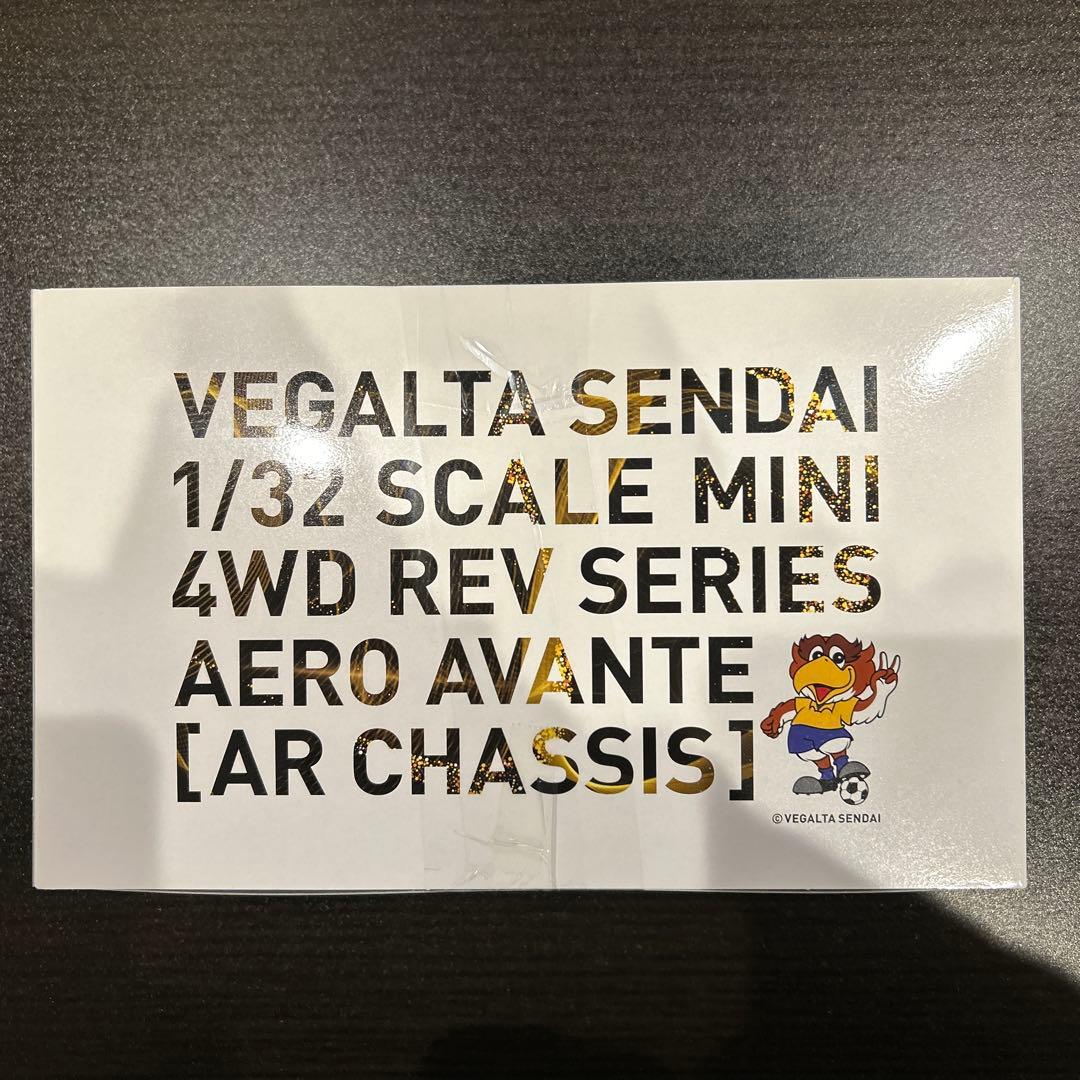 VEGALTA SENDAI
1/32 SCALE MINI
4WD REV SERIES
AERO AVANTE
[AR CHASSIS]
© VEGALTA SENDAI